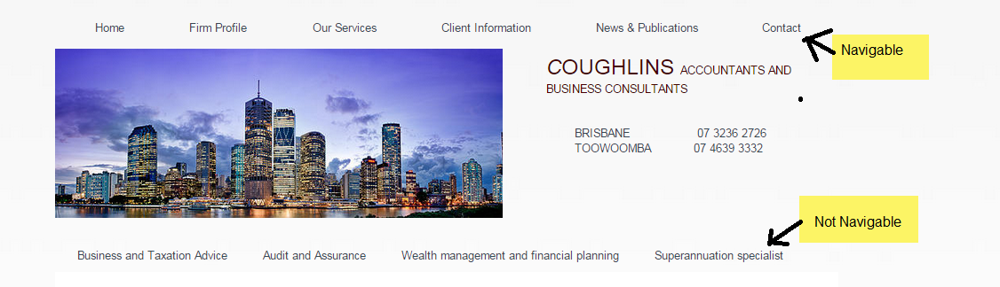 Home Firm Profile Our Services Client Information News & Publications Contact
Navigable
COUGHLINS ACCOUNTANTS AND
BUSINESS CONSULTANTS
BRISBANE 07 3236 2726
TOOWOOMBA 07 4639 3332
Not Navigable
Business and Taxation Advice Audit and Assurance Wealth management and financial planning Superannuation specialist